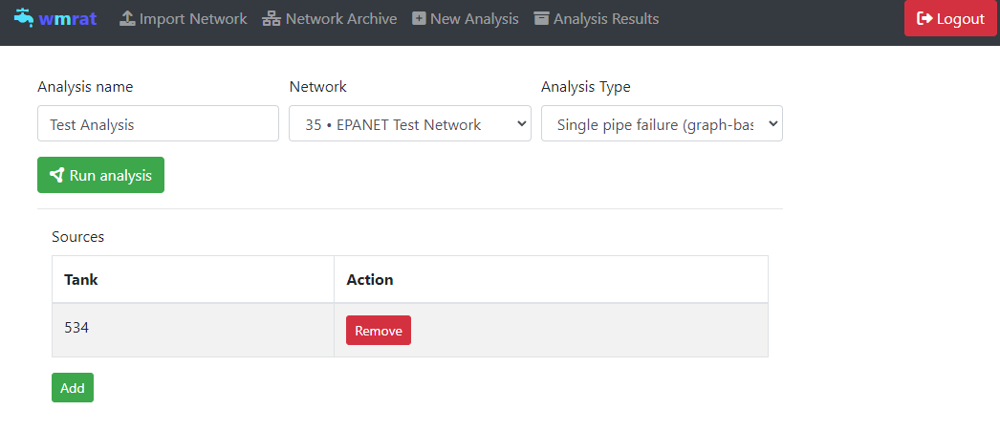 wmrat Import Network Network Archive New Analysis Analysis Results Logout
Analysis name Network Analysis Type
Test Analysis 35 • EPANET Test Network Single pipe failure (graph-bas
Run analysis
Sources
Tank Action
534 Remove
Add